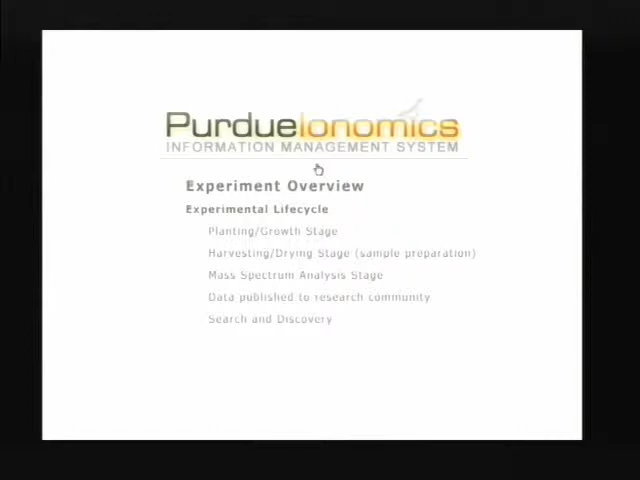 PurdueIonomics
INFORMATION MANAGEMENT SYSTEM
Experiment Overview
Experimental Lifecycle
Planting/Growth Stage
Harvesting/Drying Stage (sample preparation)
Mass Spectrum Analysis Stage
Data published to research community
Search and Discovery